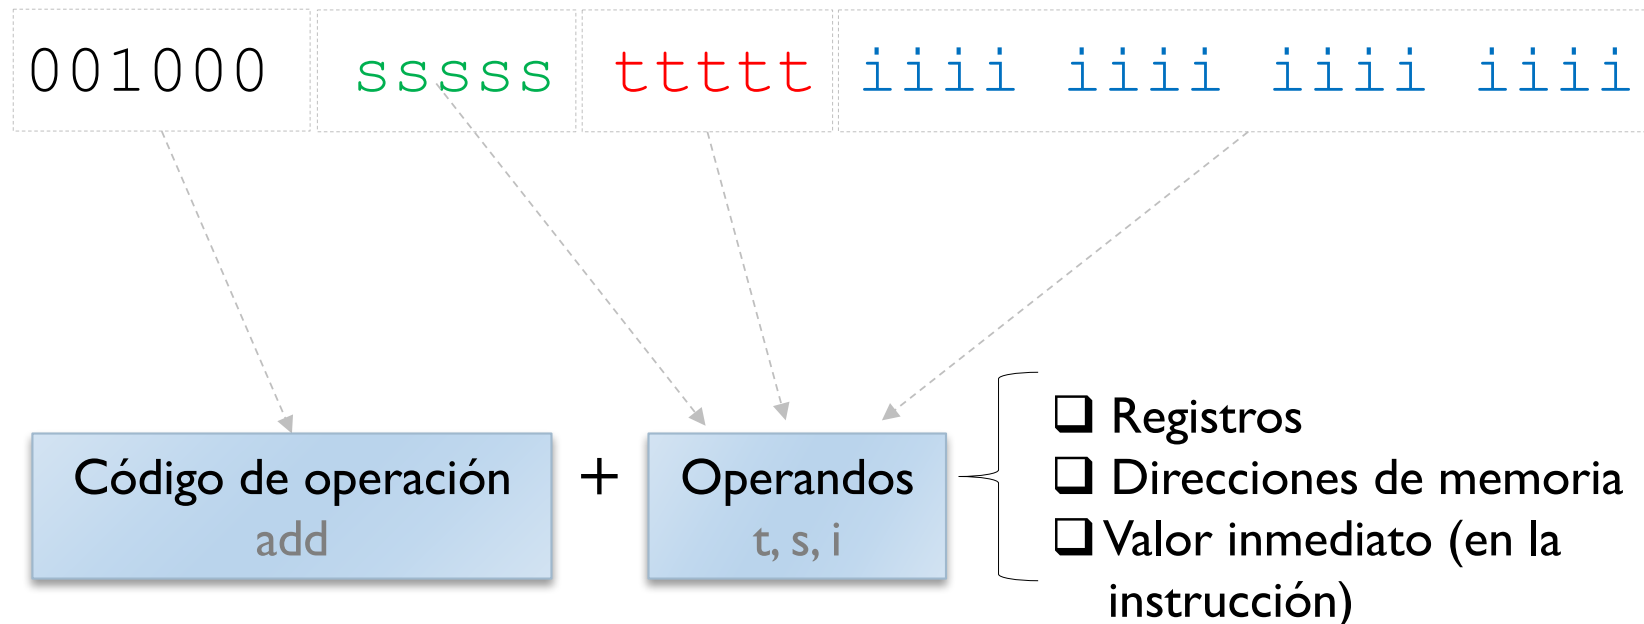 001000 sssss ttttt iiii iiii iiii iiii
Código de operación
add
+
Operandos
t, s, i
❑ Registros
❑ Direcciones de memoria
❑ Valor inmediato (en la
instrucción)